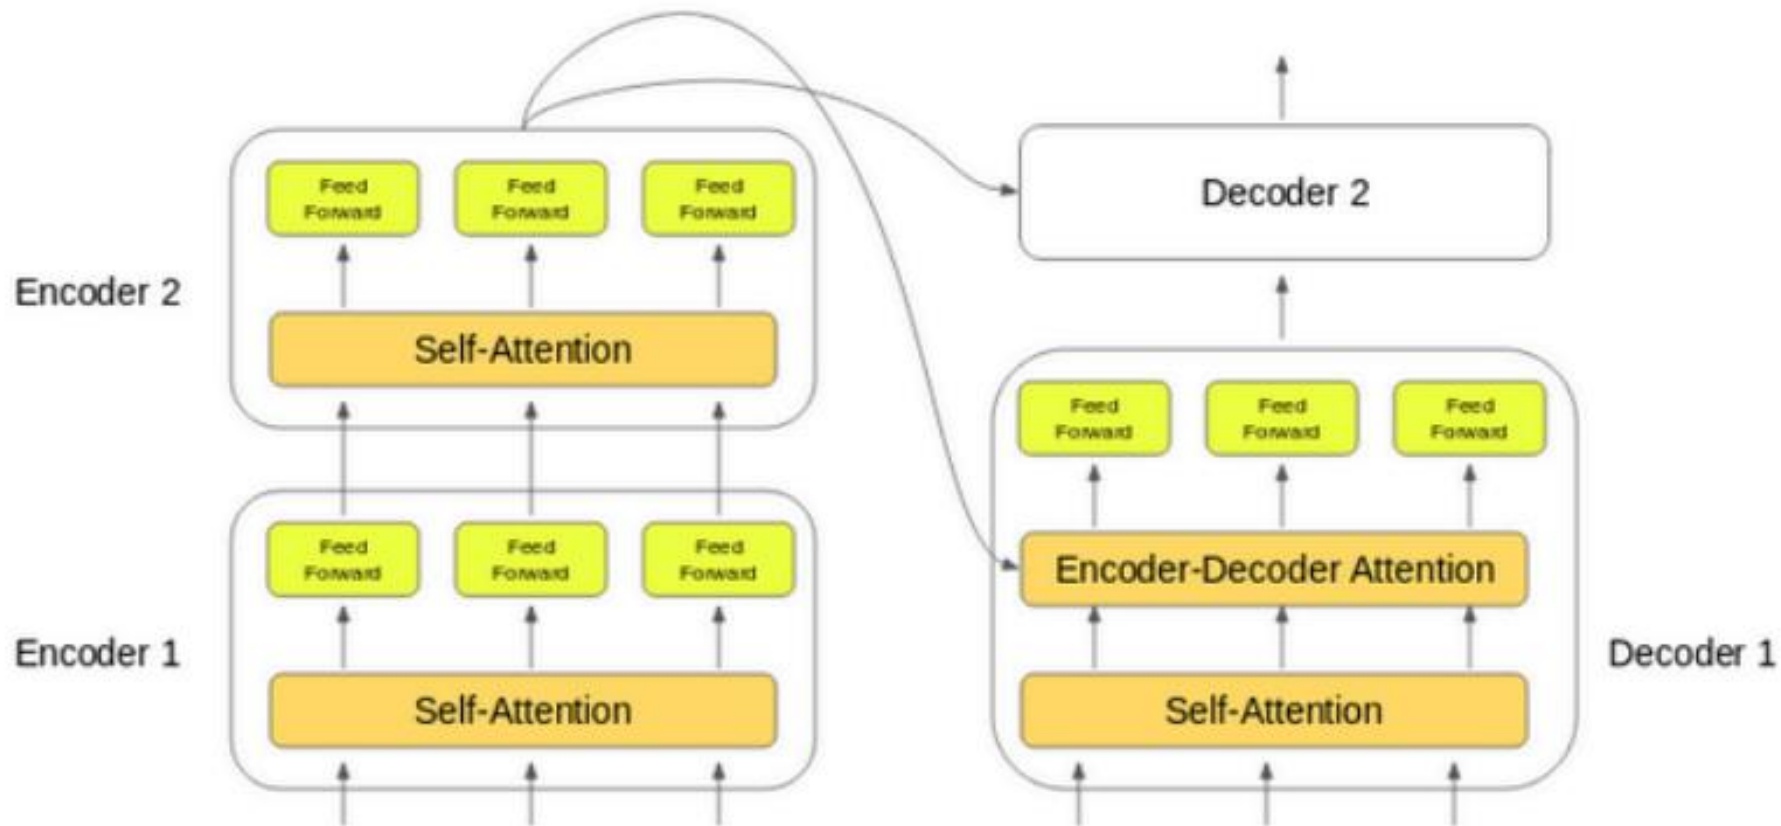 Decoder 2
Feed Forward
Feed Forward
Feed Forward
Encoder 2
Self-Attention
Feed Forward
Feed Forward
Feed Forward
Feed Forward
Feed Forward
Feed Forward
Encoder-Decoder Attention
Encoder 1
Decoder 1
Self-Attention
Self-Attention